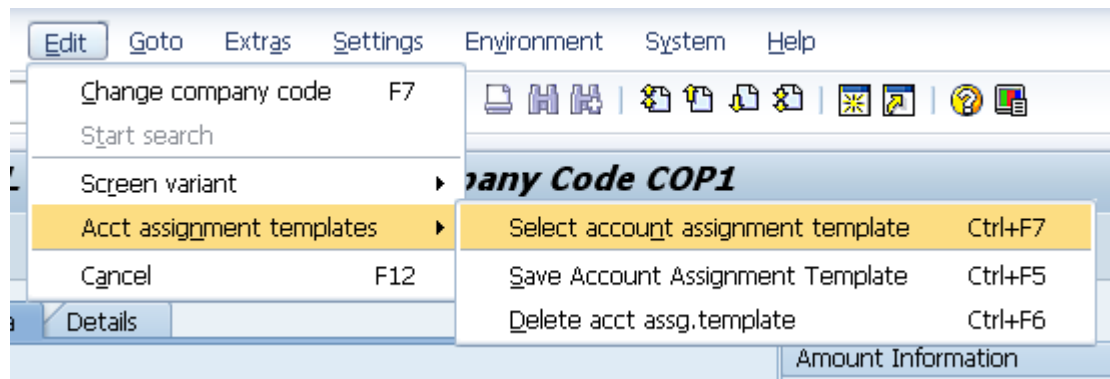 Edit Goto Extras Settings Environment System Help
Change company code F7
Start search
Screen variant
pany Code COP1
Acct assignment templates
Select account assignment template Ctrl+F7
Cancel F12
Save Account Assignment Template Ctrl+F5
Details
Delete acct assg.template Ctrl+F6
Amount Information